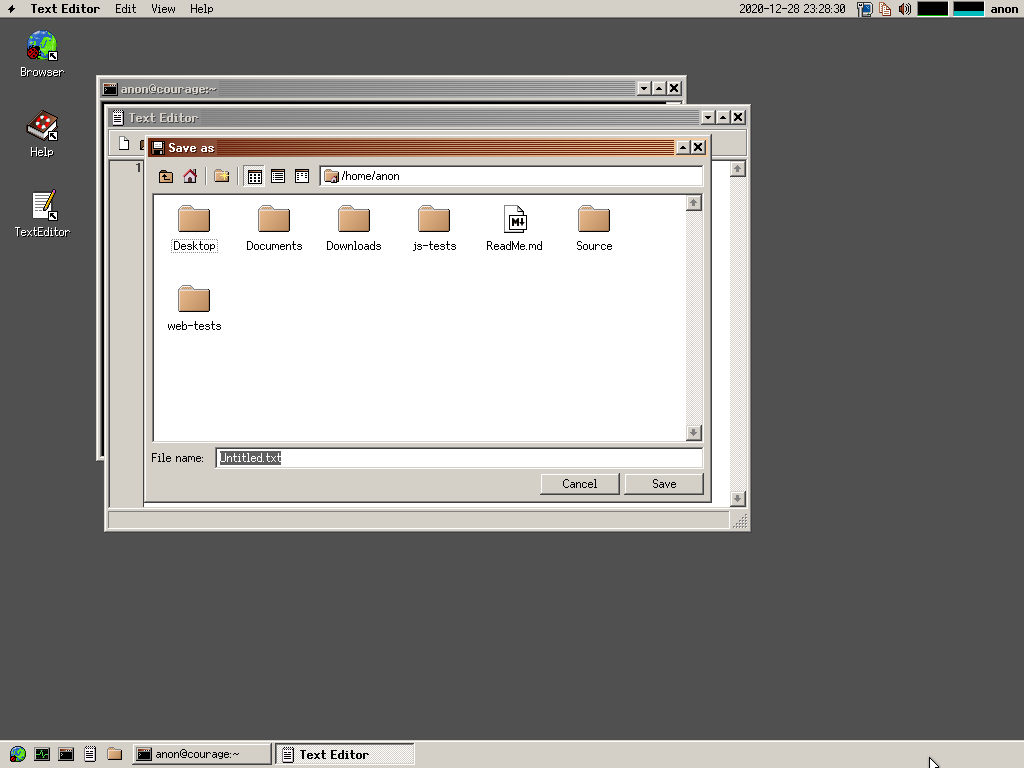 Text Editor Edit View Help 2020-12-28 23:28:30 anon
Browser
Help
TextEditor
anon@courage:~
Text Editor
1
Save as
/home/anon
Desktop Documents Downloads js-tests ReadMe.md Source
web-tests
File name: Untitled.txt
Cancel Save
anon@courage:~ Text Editor